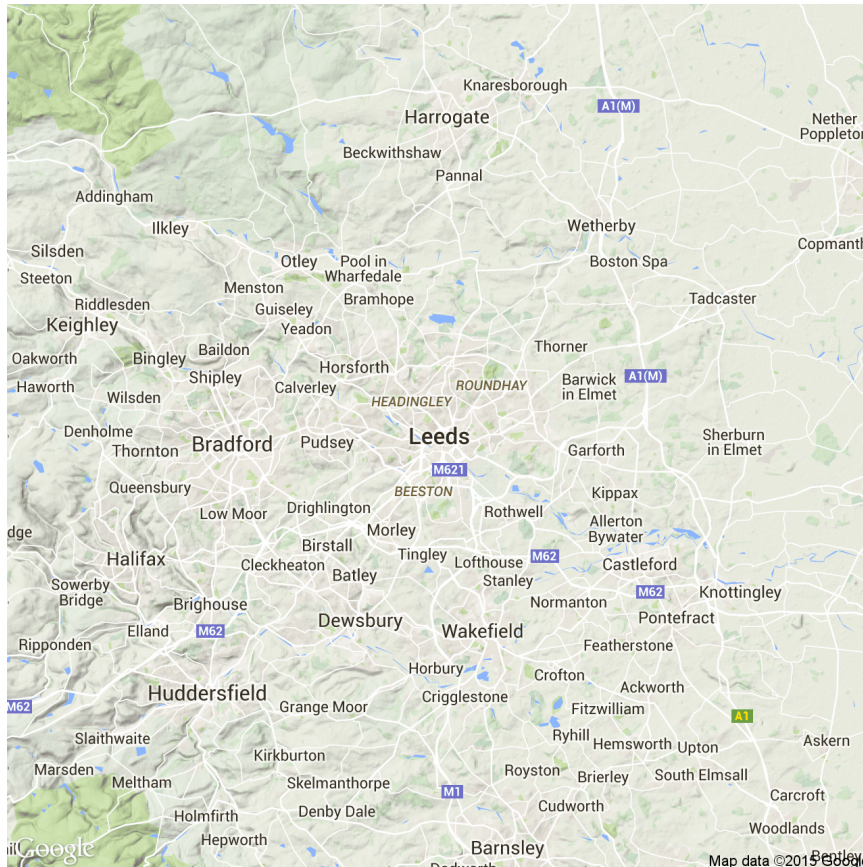 Knaresborough
A1(M)
Harrogate
Nether
Poppleton
Beckwithshaw
Pannal
Addingham
Ilkley
Wetherby
Silsden
Copmanth
Otley
Pool in
Wharfedale
Boston Spa
Steeton
Menston
Bramhope
Tadcaster
Riddlesden
Guiseley
Keighley
Yeadon
Thorner
Oakworth
Bingley
Baildon
Horsforth
Shipley
Calverley
ROUNDHAY
Barwick
in Elmet
A1(M)
Haworth
Wilsden
HEADINGLEY
Denholme
Thornton
Bradford
Pudsey
Leeds
Garforth
Sherburn
in Elmet
M621
Queensbury
BEESTON
Kippax
Low Moor
Drighlington
Rothwell
dge
Morley
Allerton
Bywater
Halifax
Birstall
Tingley
Lofthouse
M62
Cleckheaton
Castleford
Batley
Stanley
Sowerby
Bridge
M62
Knottingley
Brighouse
Normanton
Dewsbury
Pontefract
Elland
M62
Wakefield
Ripponden
Featherstone
Horbury
Crofton
Huddersfield
Crigglestone
Ackworth
M62
Grange Moor
Fitzwilliam
A1
Slaithwaite
Ryhill
Hemsworth
Upton
Askern
Kirkburton
Marsden
Meltham
Skelmanthorpe
Royston
Brierley
South Elmsall
M1
Carcroft
Holmfirth
Denby Dale
Cudworth
Woodlands
Hepworth
Barnsley
Google
Dodworth
Bentley
Map data ©2015 Google